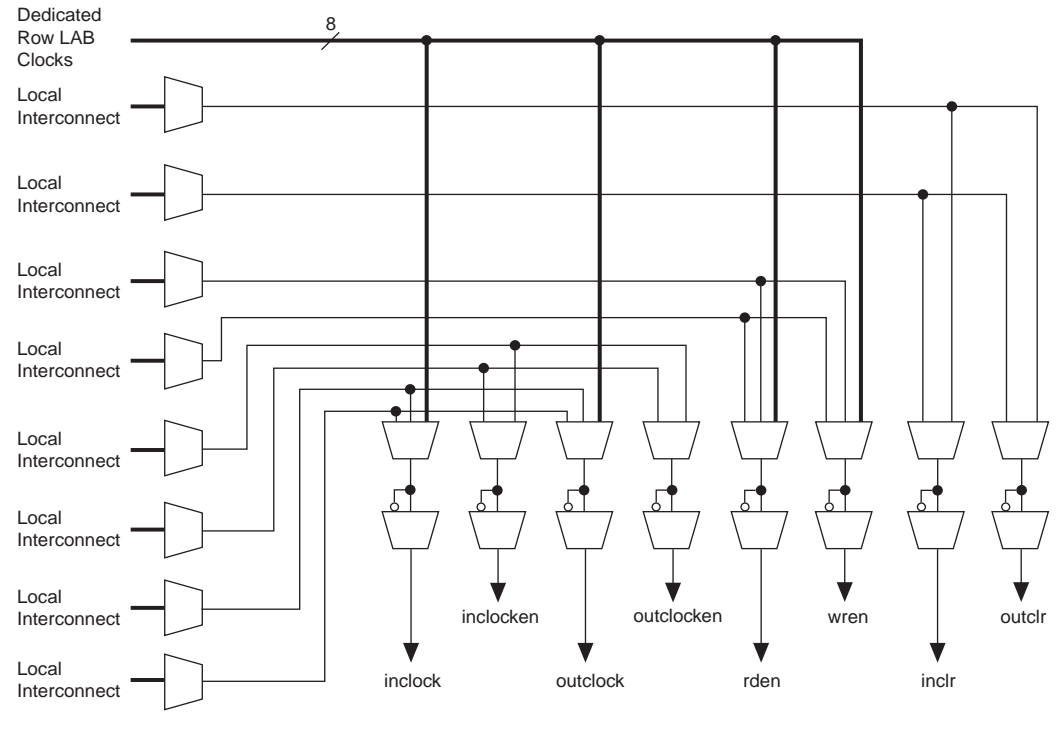 Dedicated
Row LAB
Clocks
8
Local
Interconnect
Local
Interconnect
Local
Interconnect
Local
Interconnect
Local
Interconnect
Local
Interconnect
Local
Interconnect
Local
Interconnect
inclocken
outclocken
wren
outclr
inclock
outclock
rden
inclr